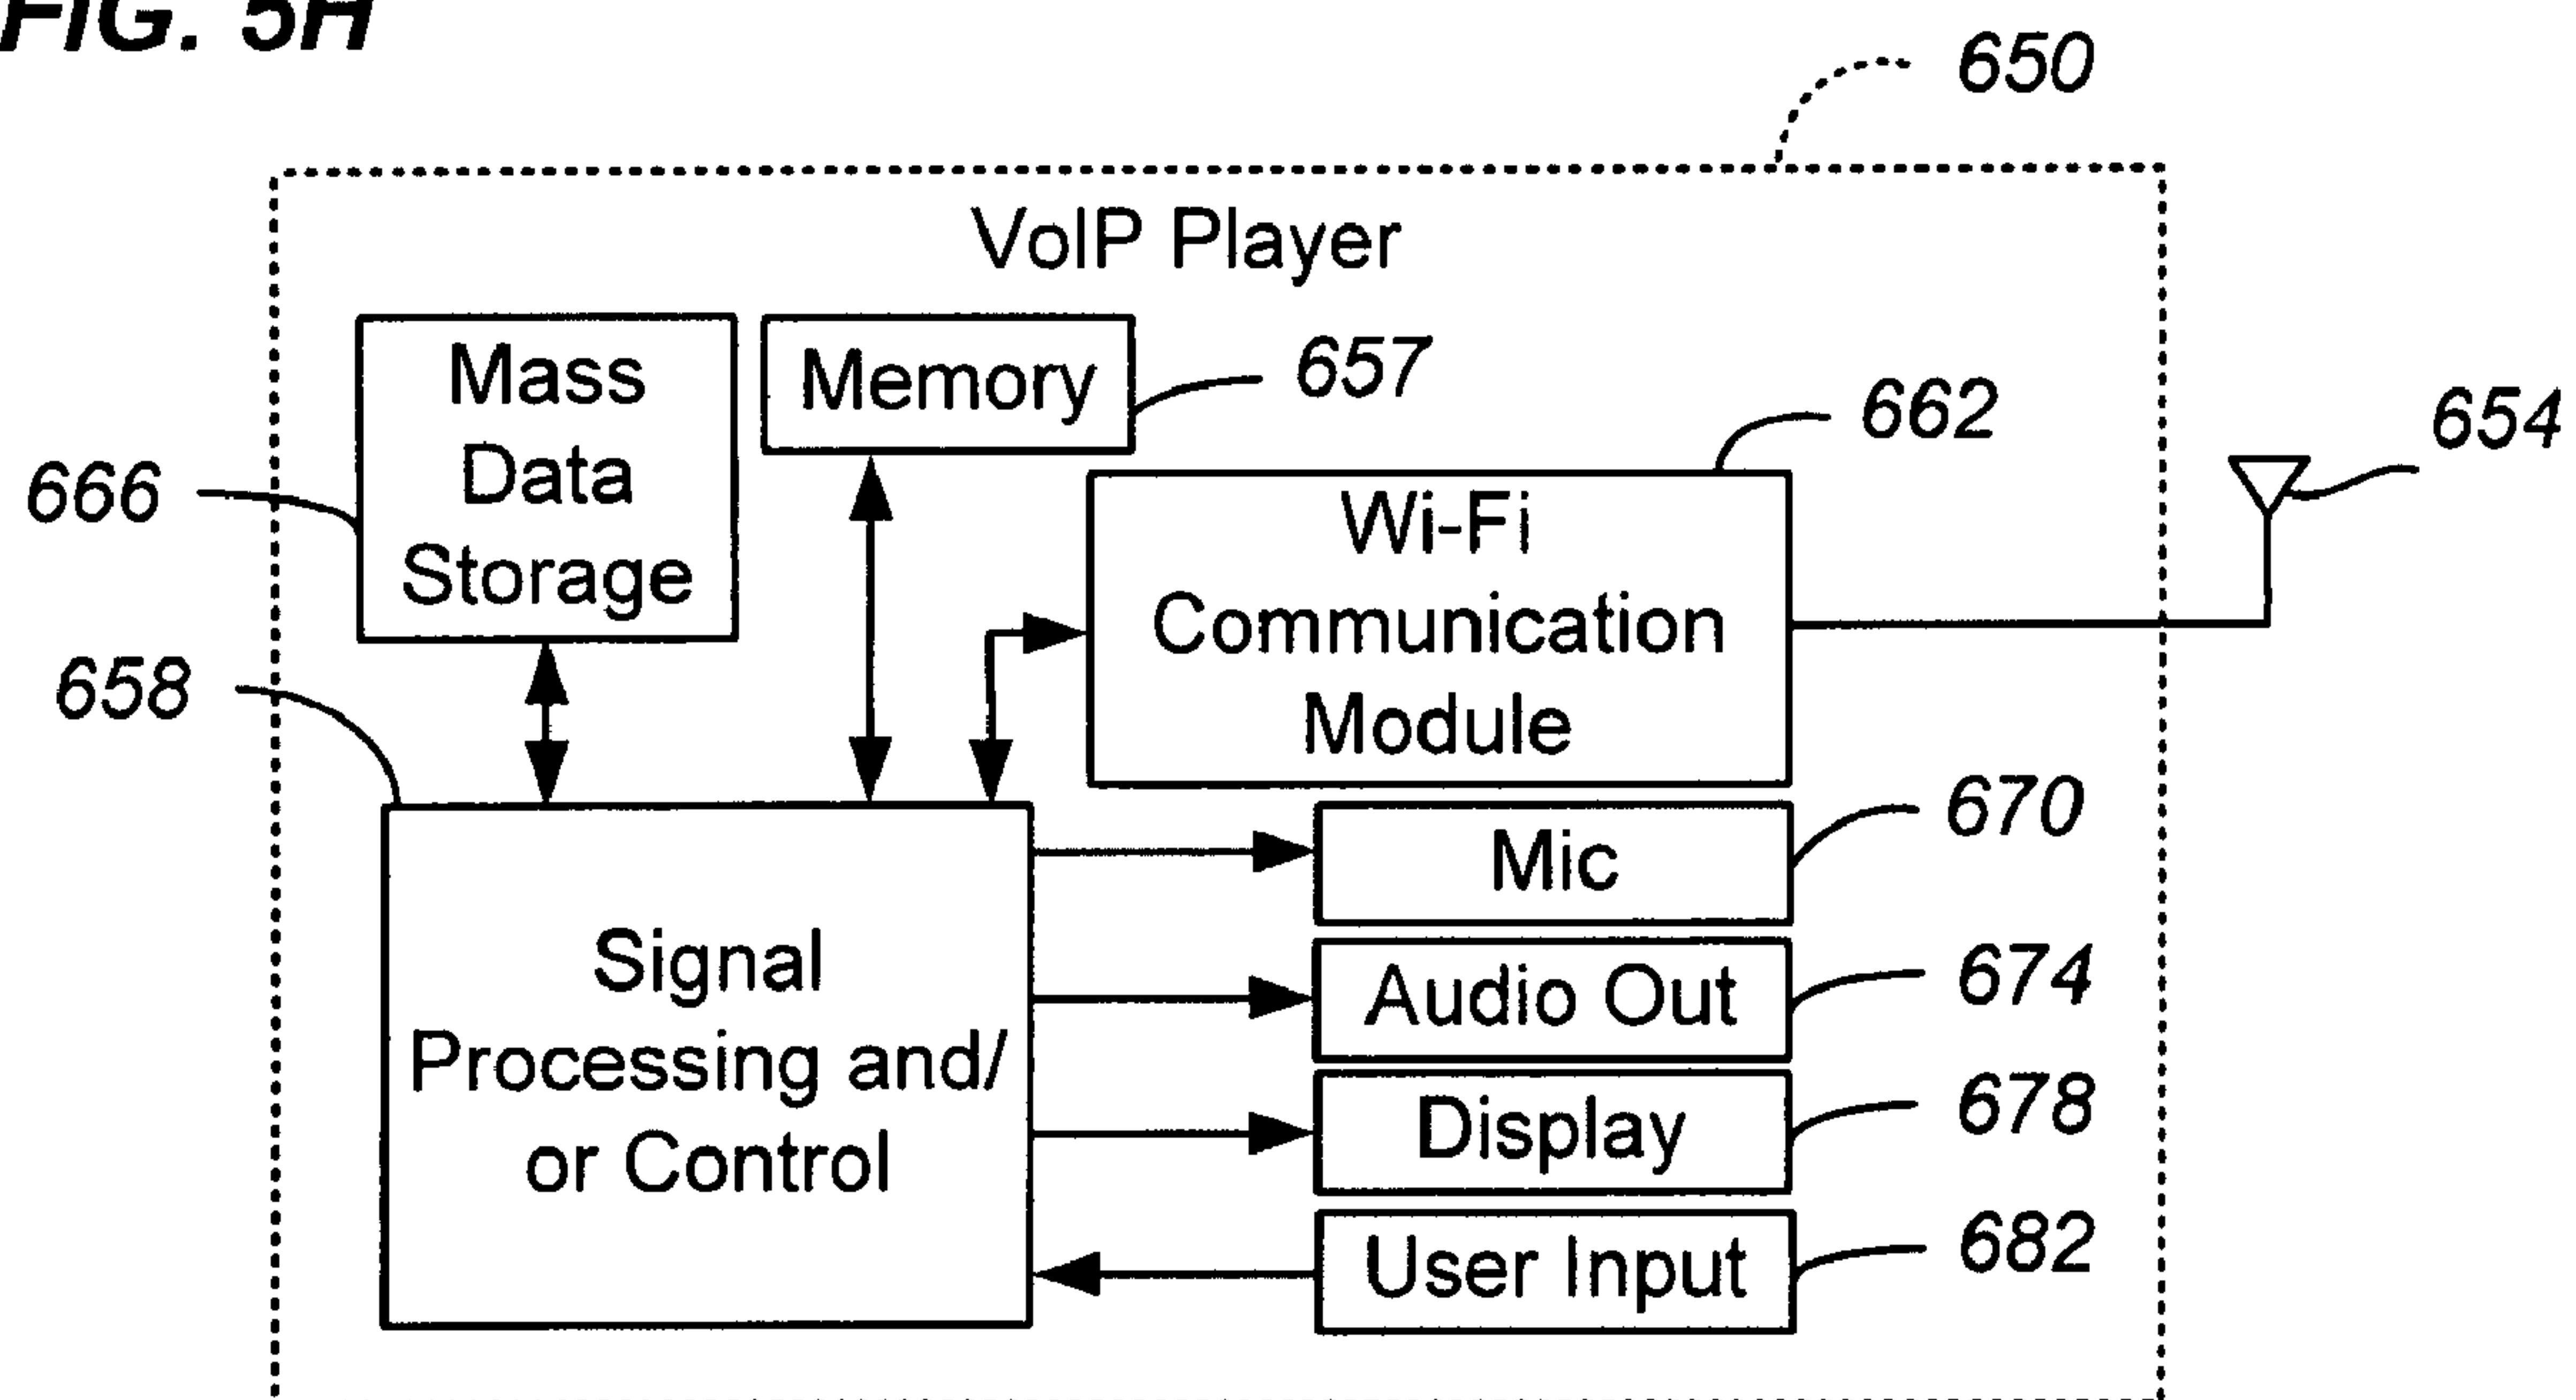 FIG. 5H
650
VoIP Player
Mass
Data
Storage
Memory
657
662
654
666
Wi-Fi
Communication
Module
658
670
Mic
Signal
Processing and/
or Control
674
Audio Out
678
Display
682
User Input